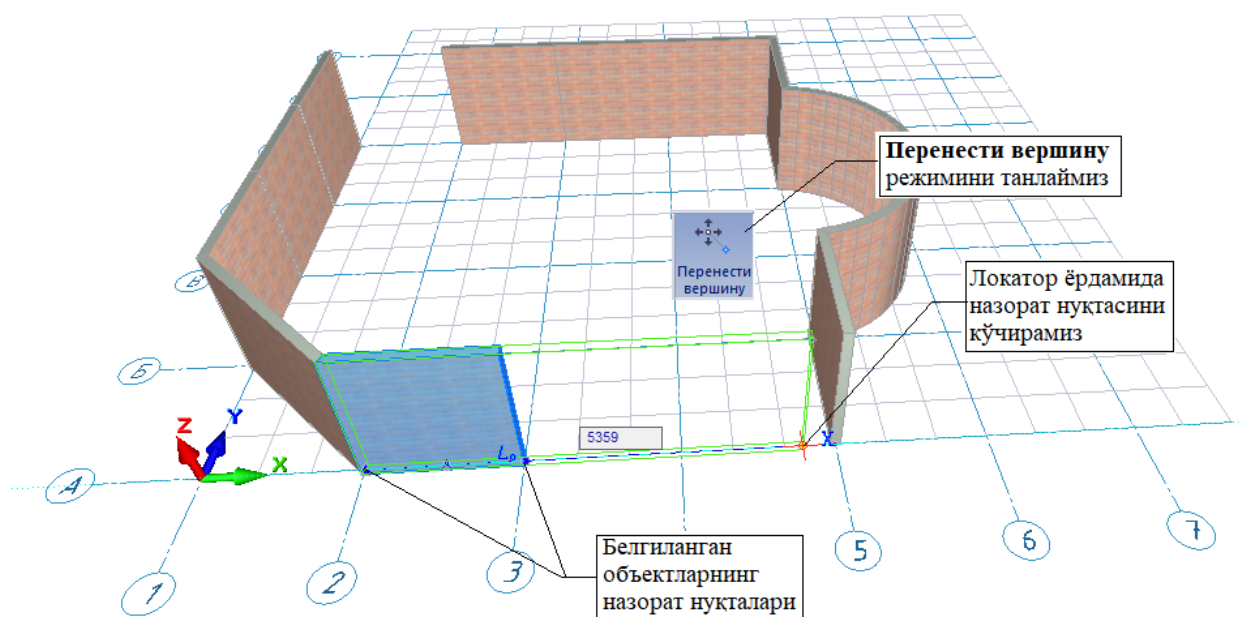 Перенести вершину
режимини танлаймиз
Перенести
вершину
Локатор ёрдамида
назорат нуқтасини
кўчирамиз
В
Б
А
Z
Y
X
5359
X
1
2
3
5
6
7
Белгиланган
объектларнинг
назорат нуқталари